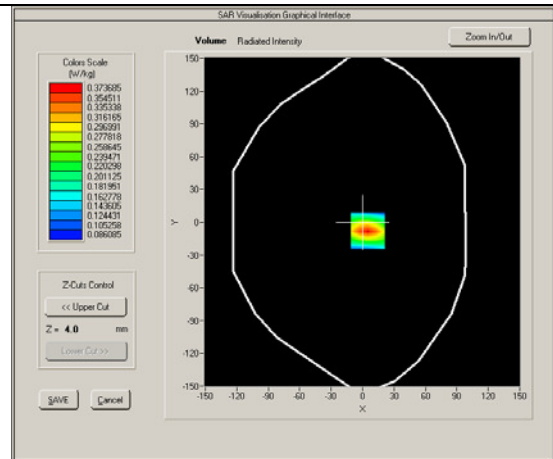 SAR Visualisation Graphical Interface
Volume Radiated Intensity
Zoom In/Out
Colors Scale
(W/kg)
0.373685
0.354511
0.335338
0.316165
0.296991
0.277818
0.258645
0.239471
0.220298
0.201125
0.181951
0.162778
0.143605
0.124431
0.105258
0.086085
Z-Cuts Control
<< Upper Cut
Z = 4.0 mm
Lower Cut >>
SAVE Cancel
150
120
90
60
30
0
-30
-60
-90
-120
-150
Y
-150 -120 -90 -60 -30 0 30 60 90 120 150
X